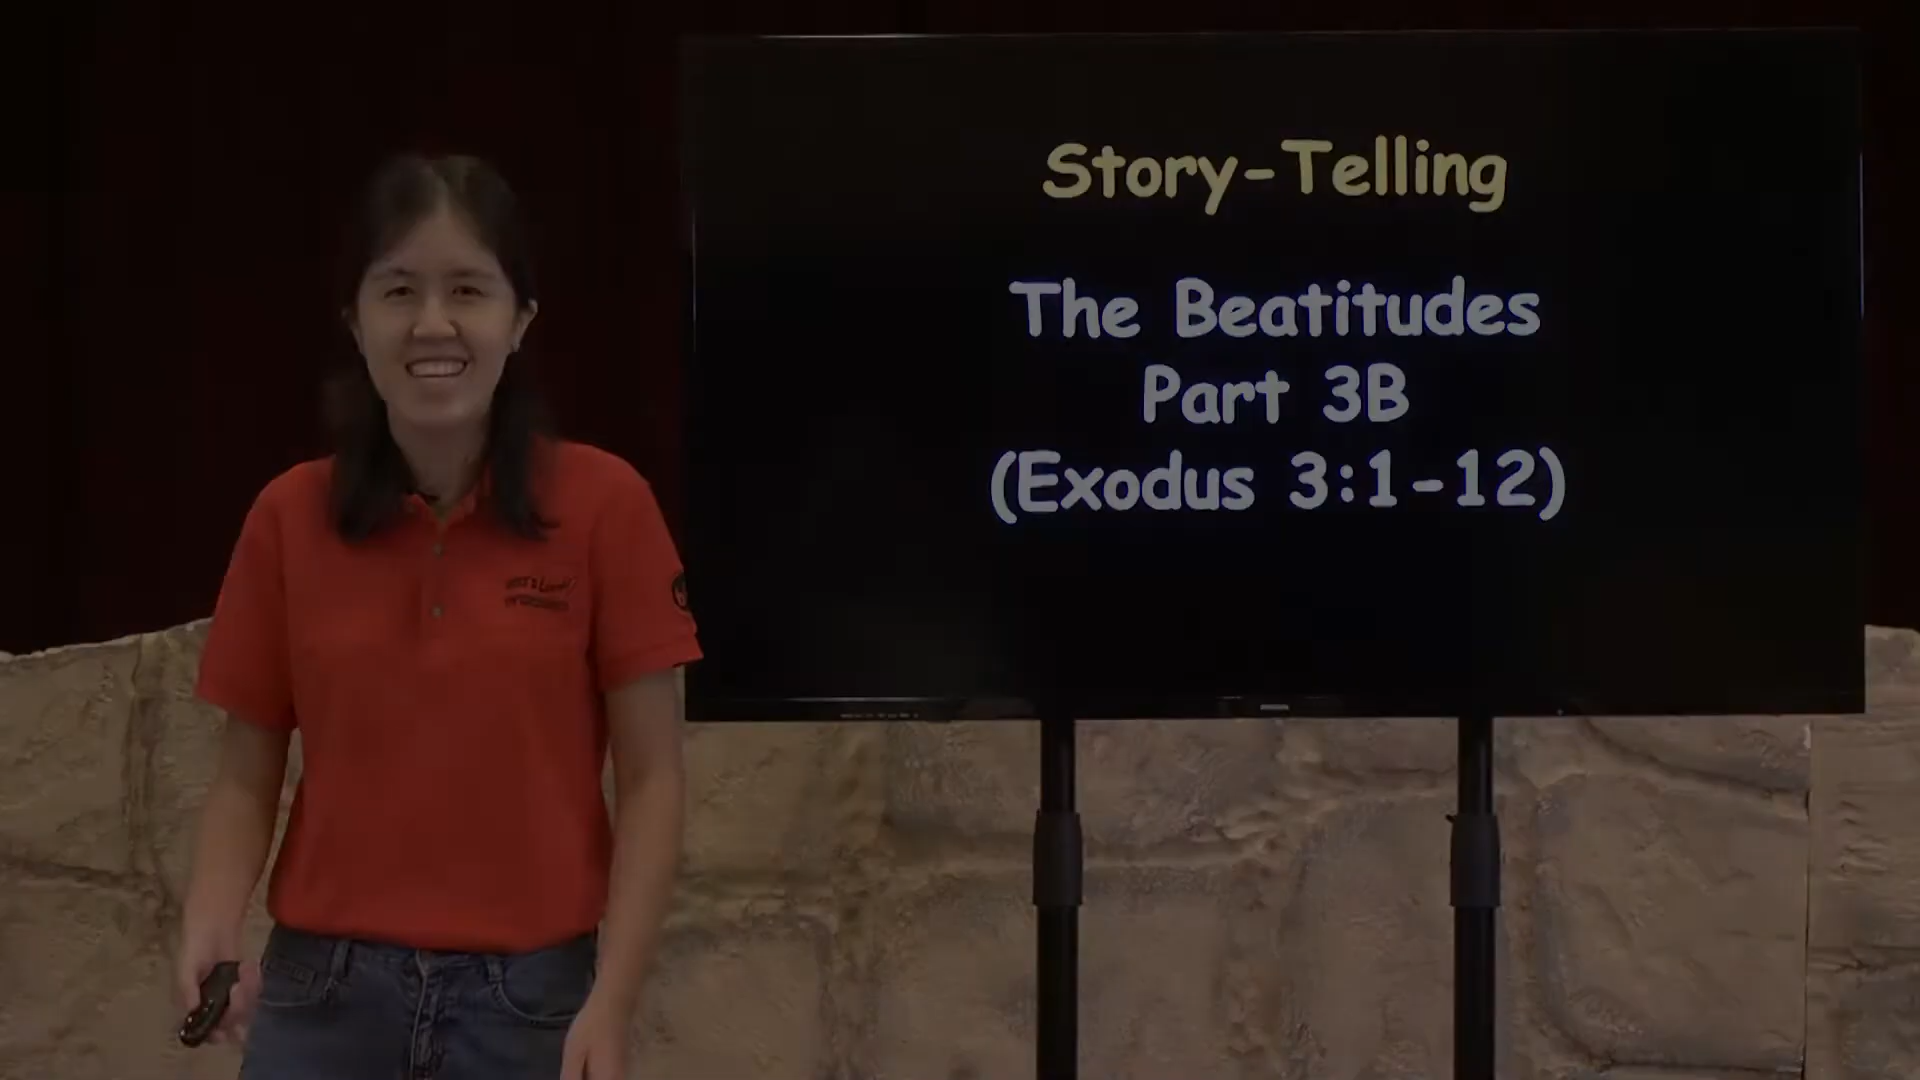 Story-Telling
The Beatitudes
Part 3B
(Exodus 3:1-12)